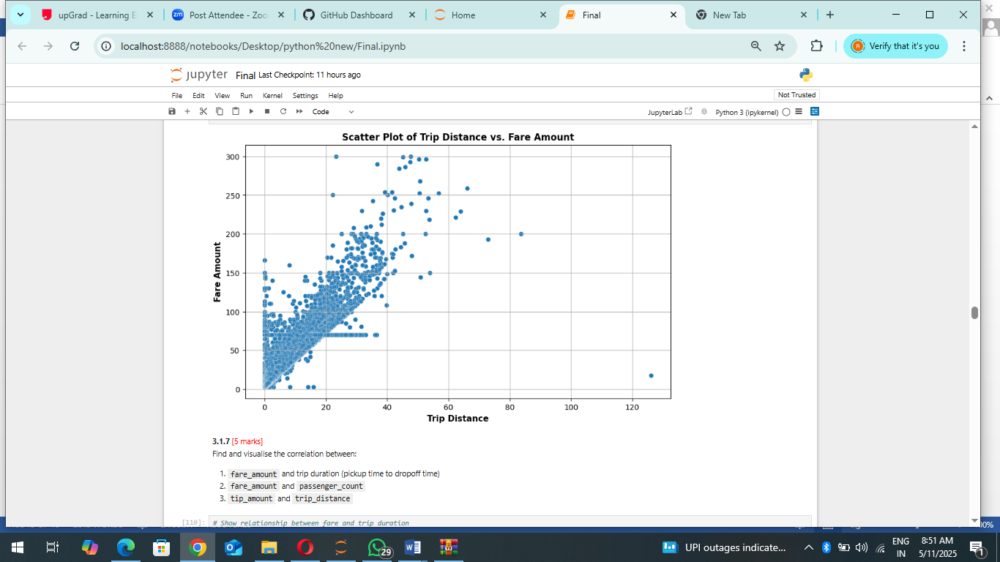 upGrad - Learning E
Post Attendee - Zoo
GitHub Dashboard
Home
Final
New Tab
localhost:8888/notebooks/Desktop/python%20new/Final.ipynb
Verify that it's you
jupyter Final Last Checkpoint: 11 hours ago
File Edit View Run Kernel Settings Help
Not Trusted
Code
JupyterLab
Python 3 (ipykernel)
Scatter Plot of Trip Distance vs. Fare Amount
300
250
200
150
100
50
0
Fare Amount
0 20 40 60 80 100 120
Trip Distance
3.1.7 [5 marks]
Find and visualise the correlation between:
1. fare_amount and trip duration (pickup time to dropoff time)
2. fare_amount and passenger_count
3. tip_amount and trip_distance
[110]: # Show relationship between fare and trip duration
29
UPI outages indicate...
ENG
IN
8:51 AM
5/11/2025
1